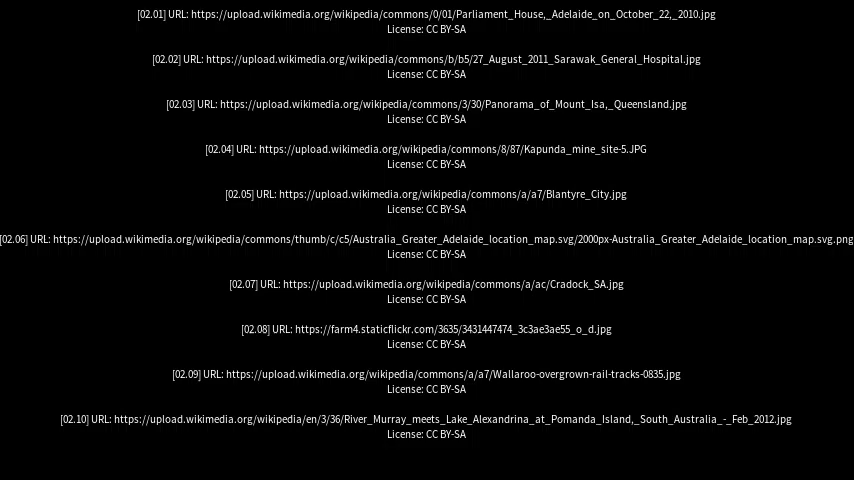 [02.01] URL: https://upload.wikimedia.org/wikipedia/commons/0/01/Parliament_House,_Adelaide_on_October_22,_2010.jpg
License: CC BY-SA
[02.02] URL: https://upload.wikimedia.org/wikipedia/commons/b/b5/27_August_2011_Sarawak_General_Hospital.jpg
License: CC BY-SA
[02.03] URL: https://upload.wikimedia.org/wikipedia/commons/3/30/Panorama_of_Mount_Isa,_Queensland.jpg
License: CC BY-SA
[02.04] URL: https://upload.wikimedia.org/wikipedia/commons/8/87/Kapunda_mine_site-5.JPG
License: CC BY-SA
[02.05] URL: https://upload.wikimedia.org/wikipedia/commons/a/a7/Blantyre_City.jpg
License: CC BY-SA
[02.06] URL: https://upload.wikimedia.org/wikipedia/commons/thumb/c/c5/Australia_Greater_Adelaide_location_map.svg/2000px-Australia_Greater_Adelaide_location_map.svg.png
License: CC BY-SA
[02.07] URL: https://upload.wikimedia.org/wikipedia/commons/a/ac/Cradock_SA.jpg
License: CC BY-SA
[02.08] URL: https://farm4.staticflickr.com/3635/3431447474_3c3ae3ae55_o_d.jpg
License: CC BY-SA
[02.09] URL: https://upload.wikimedia.org/wikipedia/commons/a/a7/Wallaroo-overgrown-rail-tracks-0835.jpg
License: CC BY-SA
[02.10] URL: https://upload.wikimedia.org/wikipedia/en/3/36/River_Murray_meets_Lake_Alexandrina_at_Pomanda_Island,_South_Australia_-_Feb_2012.jpg
License: CC BY-SA